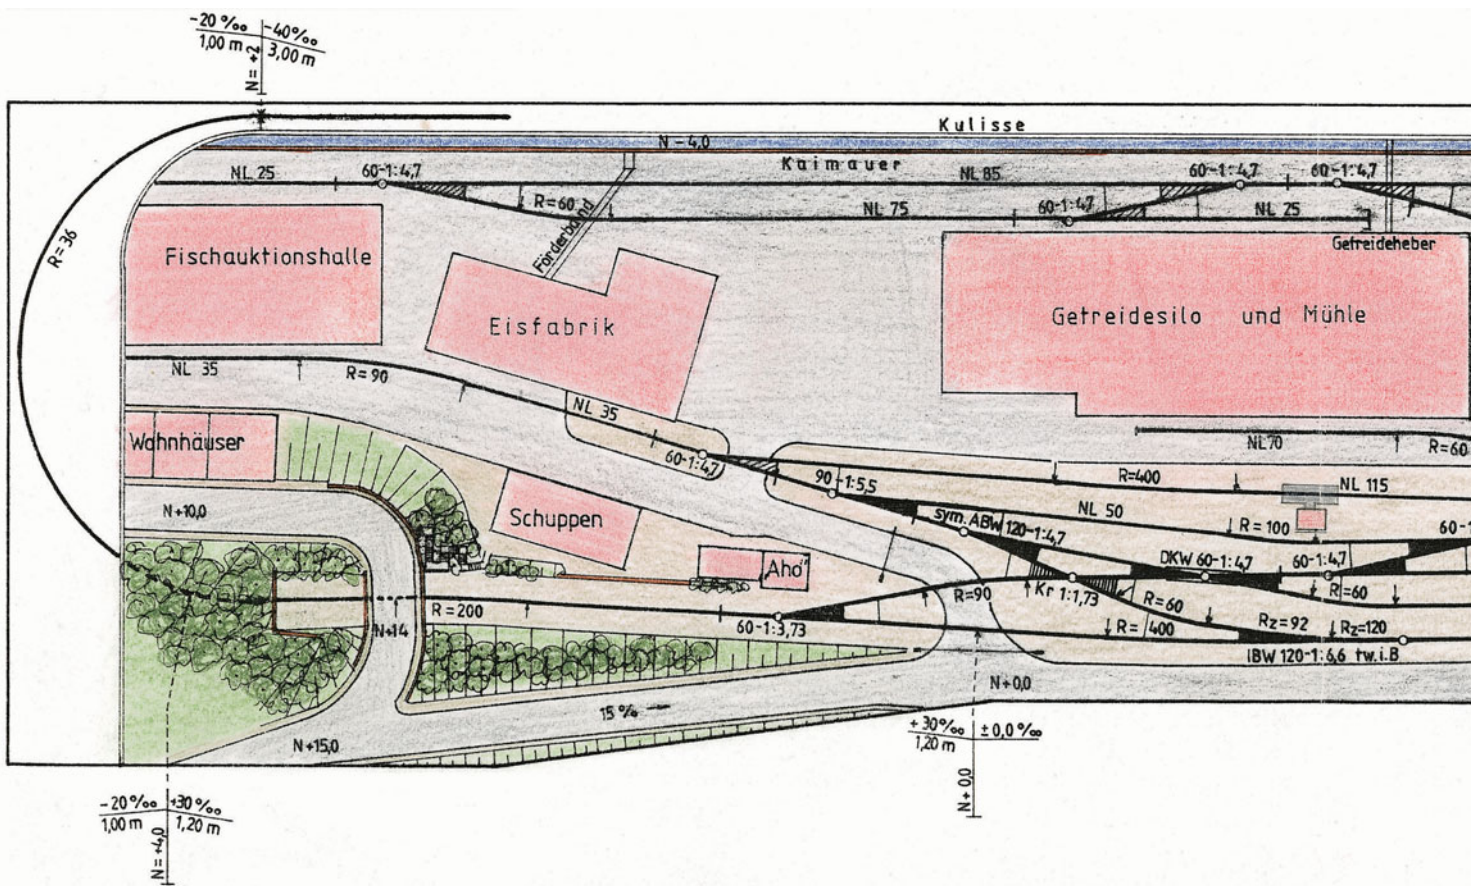 -20 ‰ -40 ‰
1,00 m 3,00 m
N = +2
Kulisse
N - 4,0
Kaimauer
NL 25
60-1:4,7
NL 85
60-1:4,7
60-1:4,7
R = 60
NL 75
60-1:4,7
NL 25
Förderband
Getreideheber
R = 36
Fischauktionshalle
Eisfabrik
Getreidesilo und Mühle
NL 35
R = 90
NL 35
NL70
R=60
Wahnhäuser
60-1:4,7
90-1:5,5
R=400
NL 115
N+10,0
Schuppen
sym. ABW 120-1:4,7
NL 50
R = 100
60-1
"Aho"
DKW 60-1:4,7
60-1:4,7
R=90
Kr 1:1,73
R=60
R=60
R = 200
N+14
60-1:3,73
R = 400
Rz = 92
Rz=120
IBW 120-1:6,6 tw.i.B
N+0,0
15 %
N+15,0
+30‰ ±0,0 ‰
1,20 m
N + 0,0
-20 ‰ +30 ‰
1,00 m 1,20 m
N = +4,0